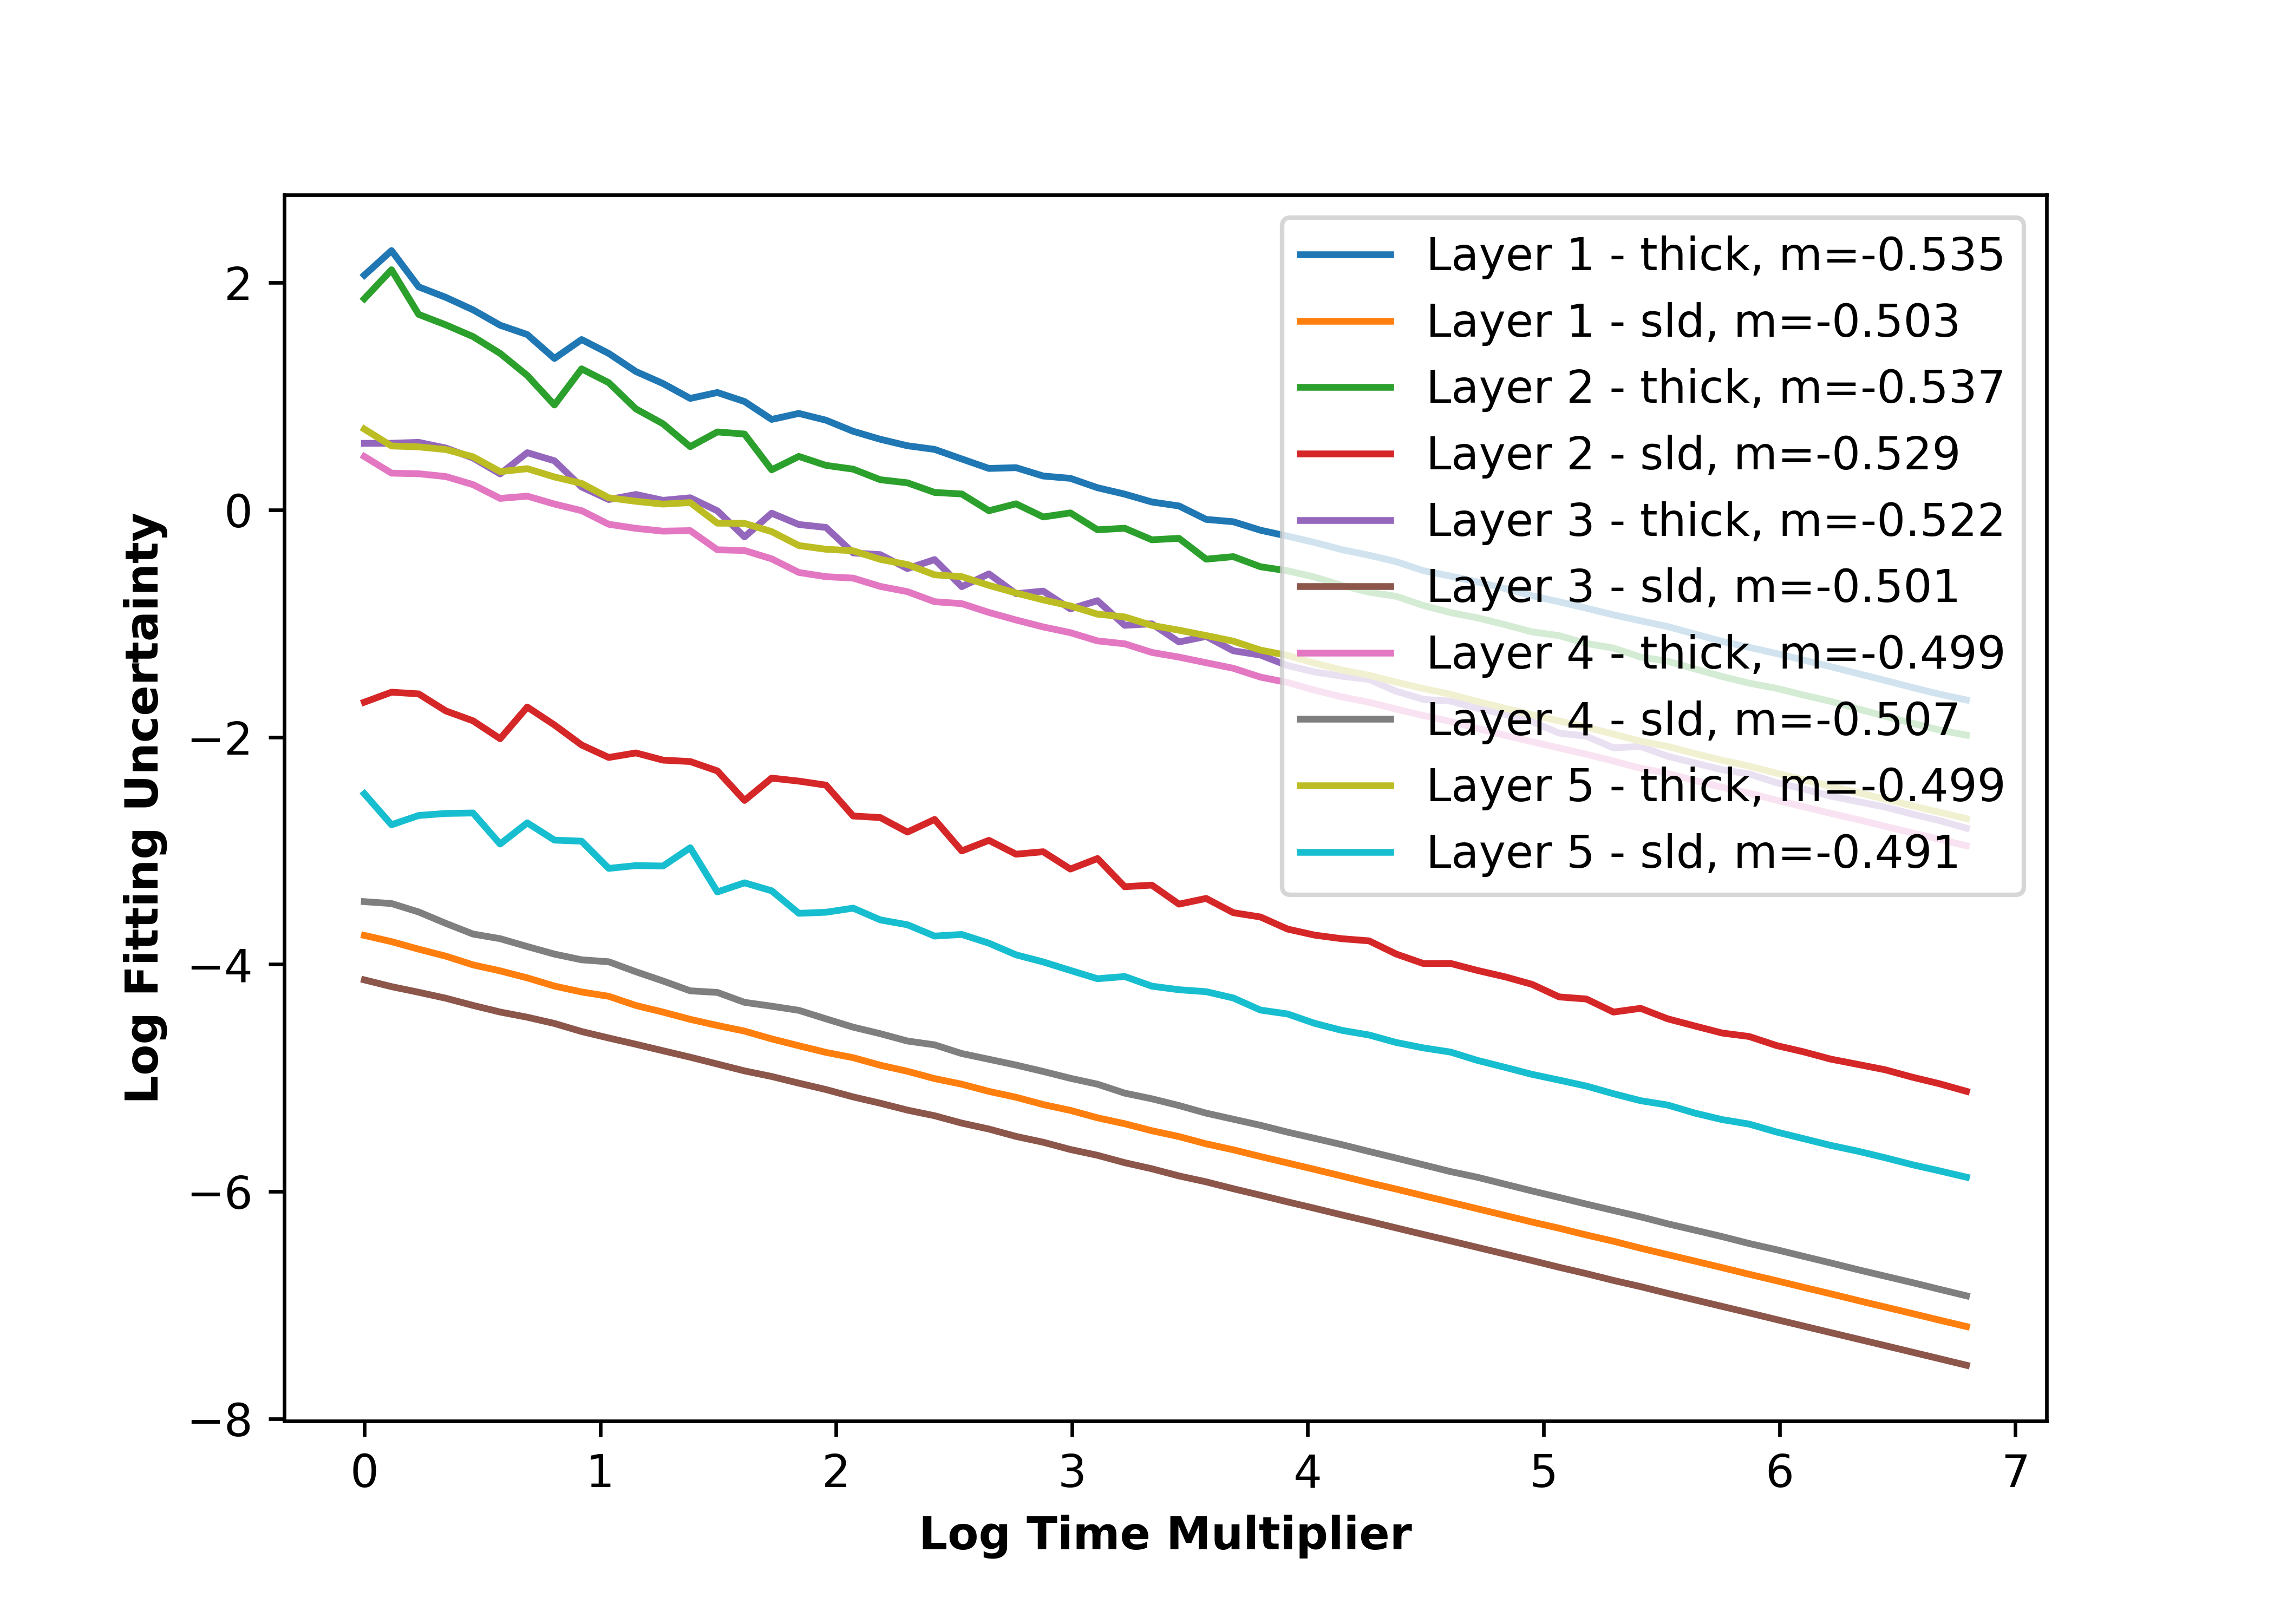 Layer 1 - thick, m=-0.535
Layer 1 - sld, m=-0.503
Layer 2 - thick, m=-0.537
Layer 2 - sld, m=-0.529
Layer 3 - thick, m=-0.522
Layer 3 - sld, m=-0.501
Layer 4 - thick, m=-0.499
Layer 4 - sld, m=-0.507
Layer 5 - thick, m=-0.499
Layer 5 - sld, m=-0.491
2
0
−2
−4
−6
−8
Log Fitting Uncertainty
0 1 2 3 4 5 6 7
Log Time Multiplier